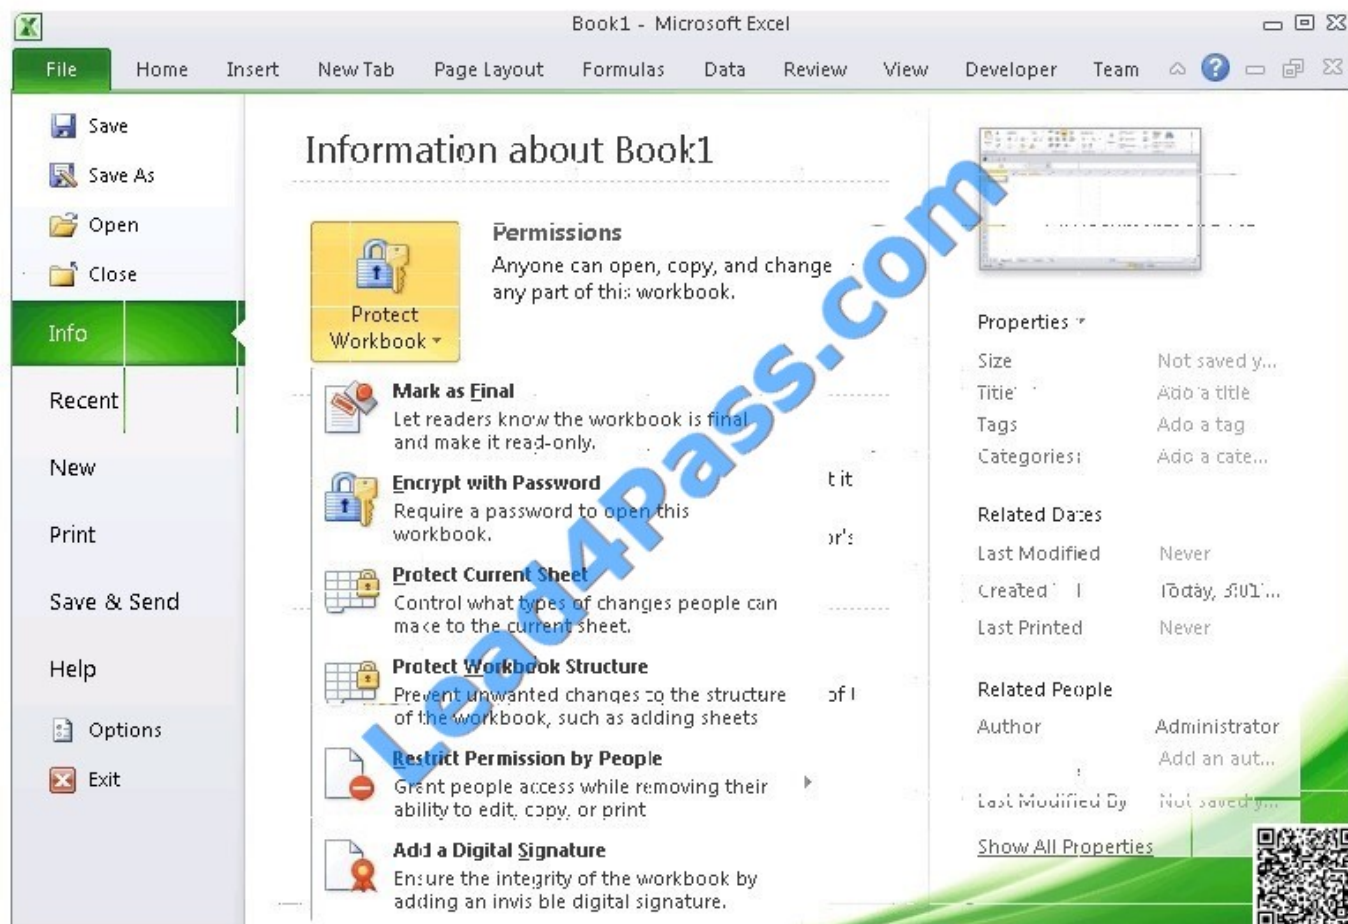 Book1 - Microsoft Excel
File Home Insert New Tab Page Layout Formulas Data Review View Developer Team
Save
Save As
Open
Close
Info
Recent
New
Print
Save & Send
Help
Options
Exit
Information about Book1
Protect
Workbook
Permissions
Anyone can open, copy, and change
any part of this workbook.
Mark as Final
Let readers know the workbook is final
and make it read-only.
Encrypt with Password
Require a password to open this
workbook.
Protect Current Sheet
Control what types of changes people can
make to the current sheet.
Protect Workbook Structure
Prevent unwanted changes to the structure
of the workbook, such as adding sheets
Restrict Permission by People
Grant people access while removing their
ability to edit, copy, or print
Add a Digital Signature
Ensure the integrity of the workbook by
adding an invisible digital signature.
t it
or's
of
Properties
Size Not saved y...
Title Add a title
Tags Add a tag
Categories Add a cate...
Related Dates
Last Modified Never
Created Today, 3:01...
Last Printed Never
Related People
Author Administrator
Add an aut...
Last Modified By Not saved y...
Show All Properties
Lead4Pass.com